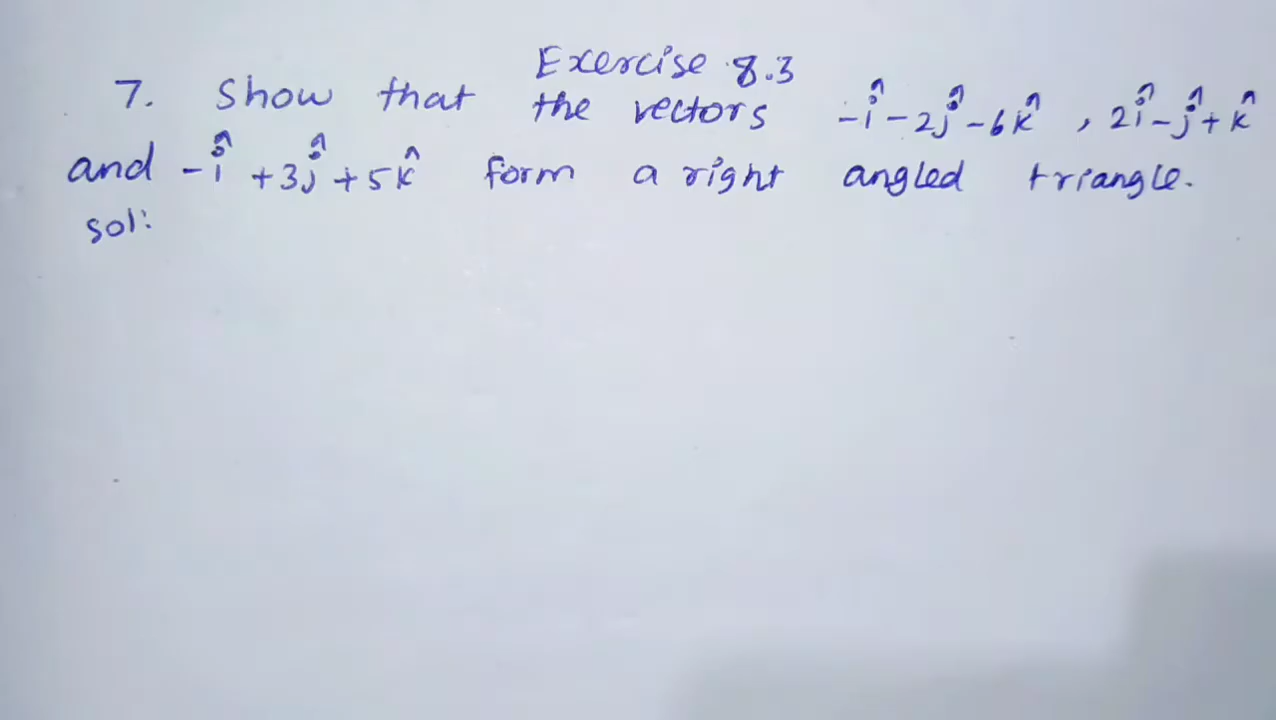 Exercise 8.3
7. Show that the vectors -î - 2ĵ - 6k̂ , 2î - ĵ + k̂
and -î + 3ĵ + 5k̂ form a right angled triangle.
sol: